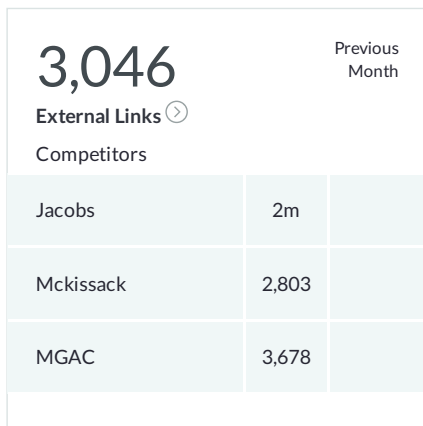 3,046
Previous
Month
External Links
Competitors
Jacobs 2m
Mckissack 2,803
MGAC 3,678